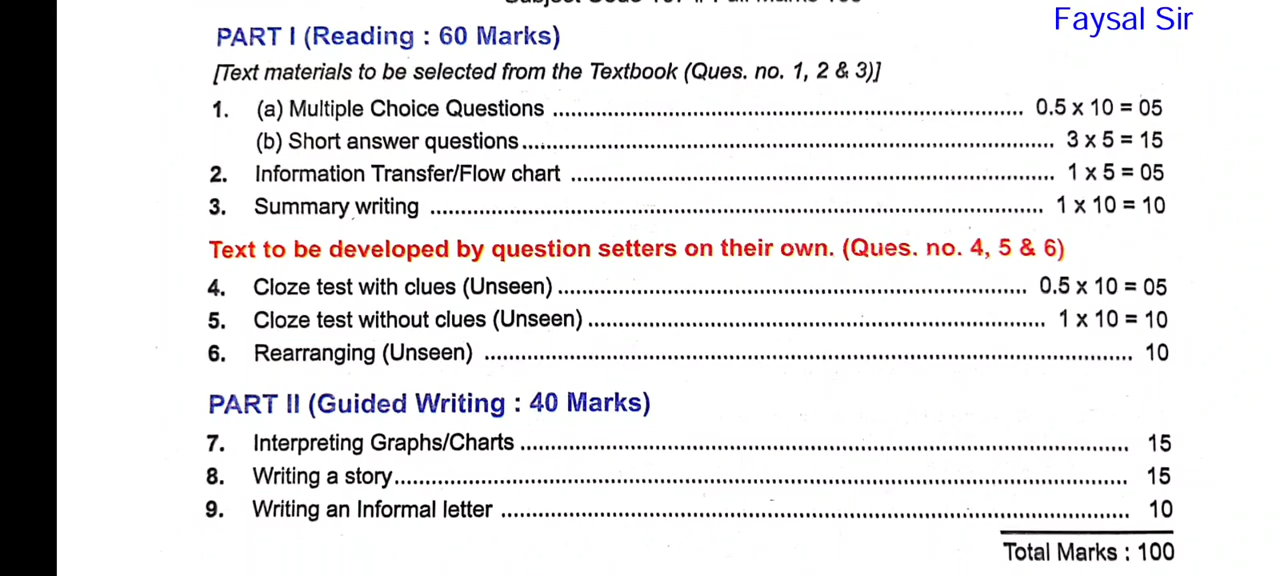 Faysal Sir
PART I (Reading : 60 Marks)
[Text materials to be selected from the Textbook (Ques. no. 1, 2 & 3)]
1. (a) Multiple Choice Questions ........ 0.5 x 10 = 05
(b) Short answer questions ........ 3 x 5 = 15
2. Information Transfer/Flow chart ........ 1 x 5 = 05
3. Summary writing ........ 1 x 10 = 10
Text to be developed by question setters on their own. (Ques. no. 4, 5 & 6)
4. Cloze test with clues (Unseen) ........ 0.5 x 10 = 05
5. Cloze test without clues (Unseen) ........ 1 x 10 = 10
6. Rearranging (Unseen) ........ 10
PART II (Guided Writing : 40 Marks)
7. Interpreting Graphs/Charts ........ 15
8. Writing a story ........ 15
9. Writing an Informal letter ........ 10
Total Marks : 100